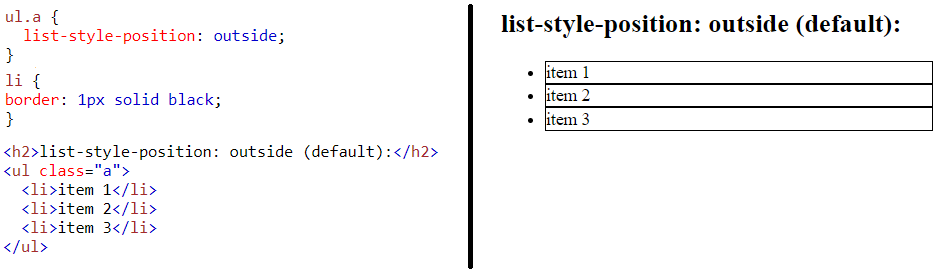 ul.a {
  list-style-position: outside;
}
li {
border: 1px solid black;
}
<h2>list-style-position: outside (default):</h2>
<ul class="a">
  <li>item 1</li>
  <li>item 2</li>
  <li>item 3</li>
</ul>
list-style-position: outside (default):
• item 1
• item 2
• item 3